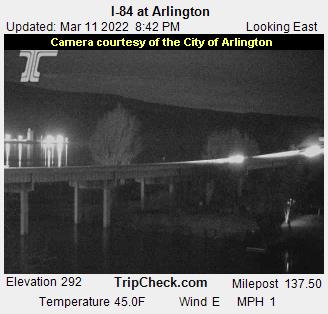 I-84 at Arlington
Updated: Mar 11 2022 8:42 PM Looking East
Camera courtesy of the City of Arlington
Elevation 292 TripCheck.com Milepost 137.50
Temperature 45.0F Wind E MPH 1